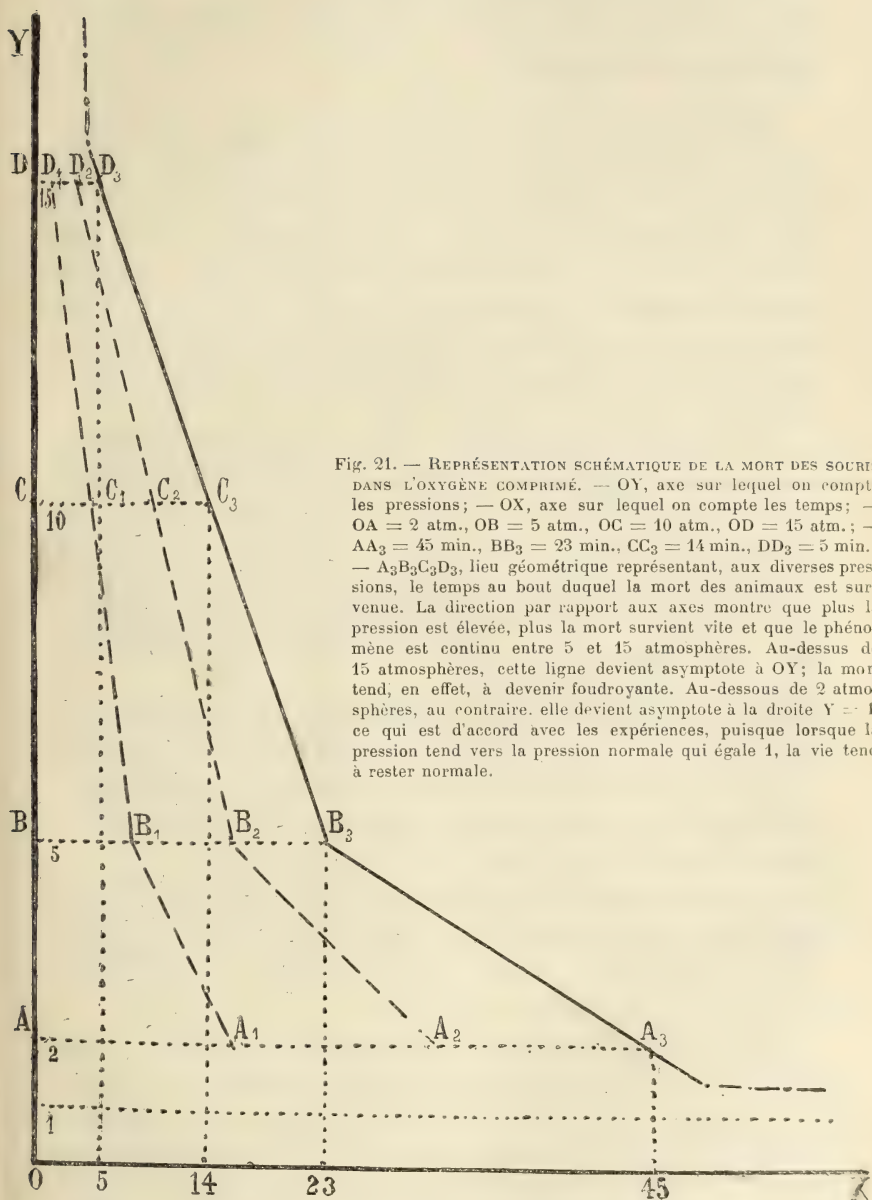 Y
D D₁ D₂ D₃
15
C C₁ C₂ C₃
10
Fig. 21. — REPRÉSENTATION SCHÉMATIQUE DE LA MORT DES SOURI
DANS L'OXYGÈNE COMPRIMÉ. — OY, axe sur lequel on compt
les pressions; — OX, axe sur lequel on compte les temps; —
OA = 2 atm., OB = 5 atm., OC = 10 atm., OD = 15 atm.; —
AA₃ = 45 min., BB₃ = 23 min., CC₃ = 14 min., DD₃ = 5 min.
— A₃B₃C₃D₃, lieu géométrique représentant, aux diverses pres
sions, le temps au bout duquel la mort des animaux est sur
venue. La direction par rapport aux axes montre que plus l
pression est élevée, plus la mort survient vite et que le phéno
mène est continu entre 5 et 15 atmosphères. Au-dessus d
15 atmosphères, cette ligne devient asymptote à OY; la mor
tend, en effet, à devenir foudroyante. Au-dessous de 2 atmo
sphères, au contraire. elle devient asymptote à la droite Y = 1
ce qui est d'accord avec les expériences, puisque lorsque l
pression tend vers la pression normale qui égale 1, la vie tend
à rester normale.
B B₁ B₂ B₃
5
A A₁ A₂ A₃
2
1
0 5 14 23 45 X